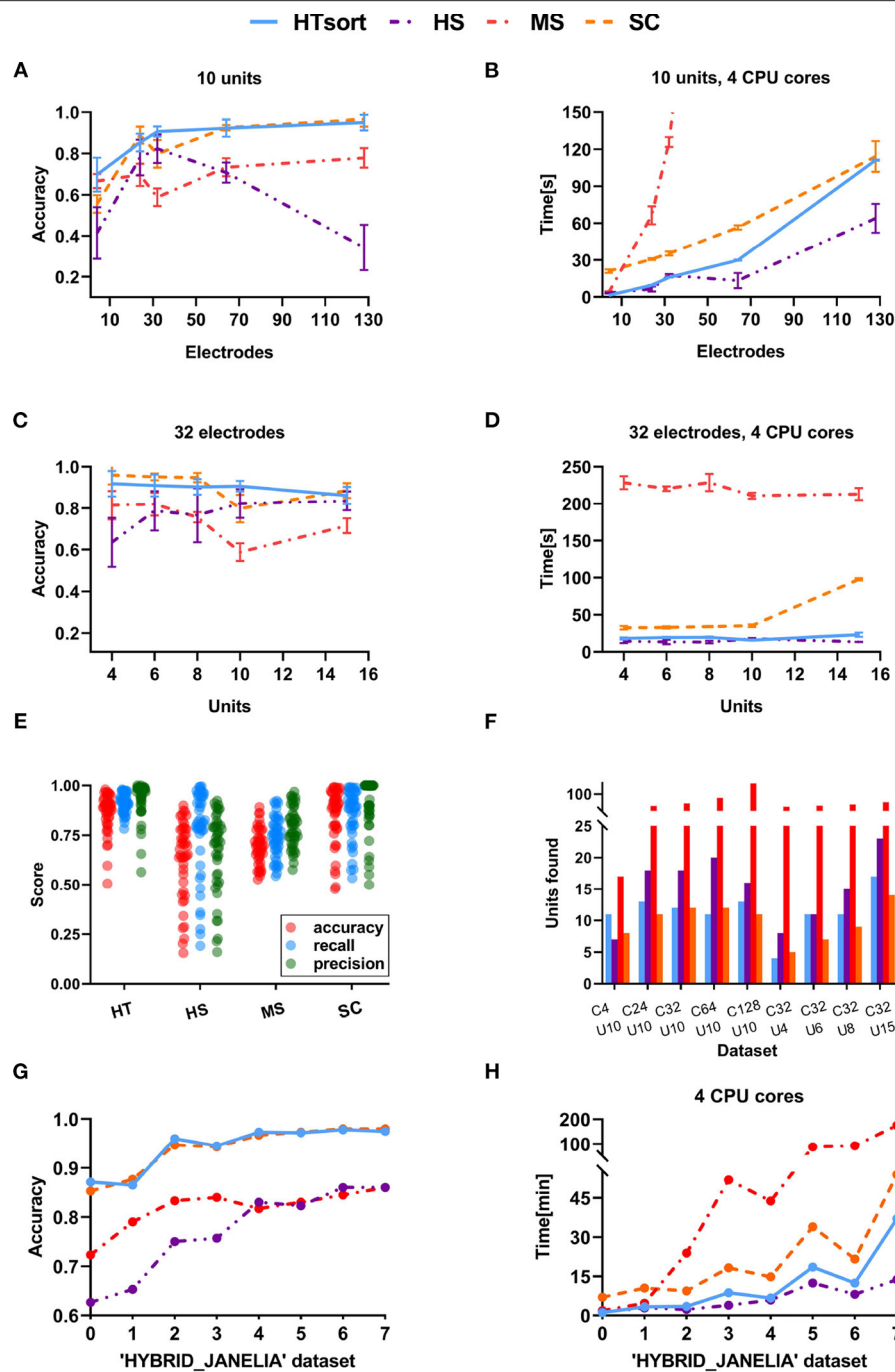 HTsort HS MS SC
A
10 units
Accuracy
1.0
0.8
0.6
0.4
0.2
10 30 50 70 90 110 130
Electrodes
B
10 units, 4 CPU cores
Time[s]
150
120
90
60
30
0
10 30 50 70 90 110 130
Electrodes
C
32 electrodes
Accuracy
1.0
0.8
0.6
0.4
0.2
4 6 8 10 12 14 16
Units
D
32 electrodes, 4 CPU cores
Time[s]
250
200
150
100
50
0
4 6 8 10 12 14 16
Units
E
Score
1.00
0.75
0.50
0.25
0.00
accuracy
recall
precision
HT HS MS SC
F
Units found
100
25
20
15
10
5
0
C4 C24 C32 C64 C128 C32 C32 C32 C32
U10 U10 U10 U10 U10 U4 U6 U8 U15
Dataset
G
Accuracy
1.0
0.9
0.8
0.7
0.6
0 1 2 3 4 5 6 7
'HYBRID_JANELIA' dataset
H
4 CPU cores
Time[min]
200
100
45
30
15
0
0 1 2 3 4 5 6 7
'HYBRID_JANELIA' dataset